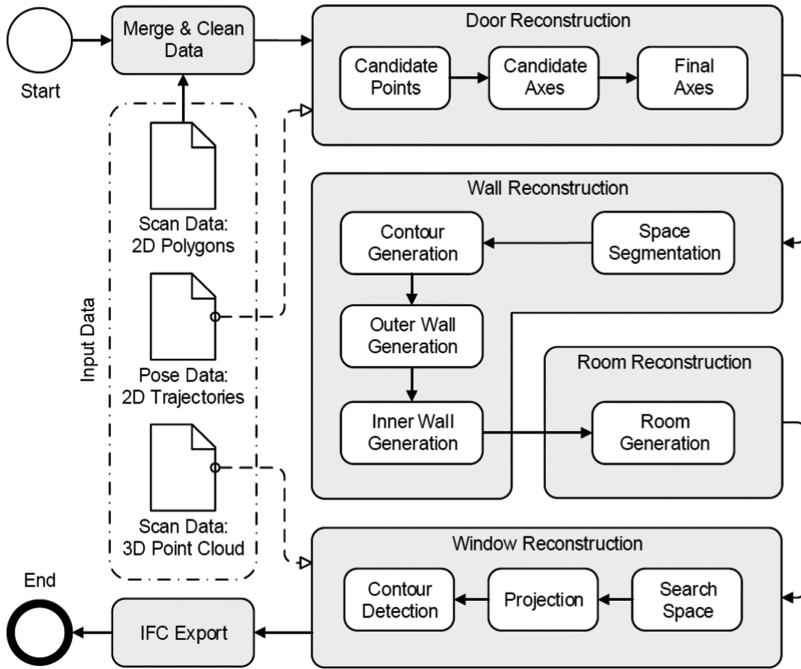 Start
Merge & Clean
Data
Door Reconstruction
Candidate
Points
Candidate
Axes
Final
Axes
Input Data
Scan Data:
2D Polygons
Pose Data:
2D Trajectories
Scan Data:
3D Point Cloud
Wall Reconstruction
Space
Segmentation
Contour
Generation
Outer Wall
Generation
Inner Wall
Generation
Room Reconstruction
Room
Generation
Window Reconstruction
Search
Space
Projection
Contour
Detection
IFC Export
End